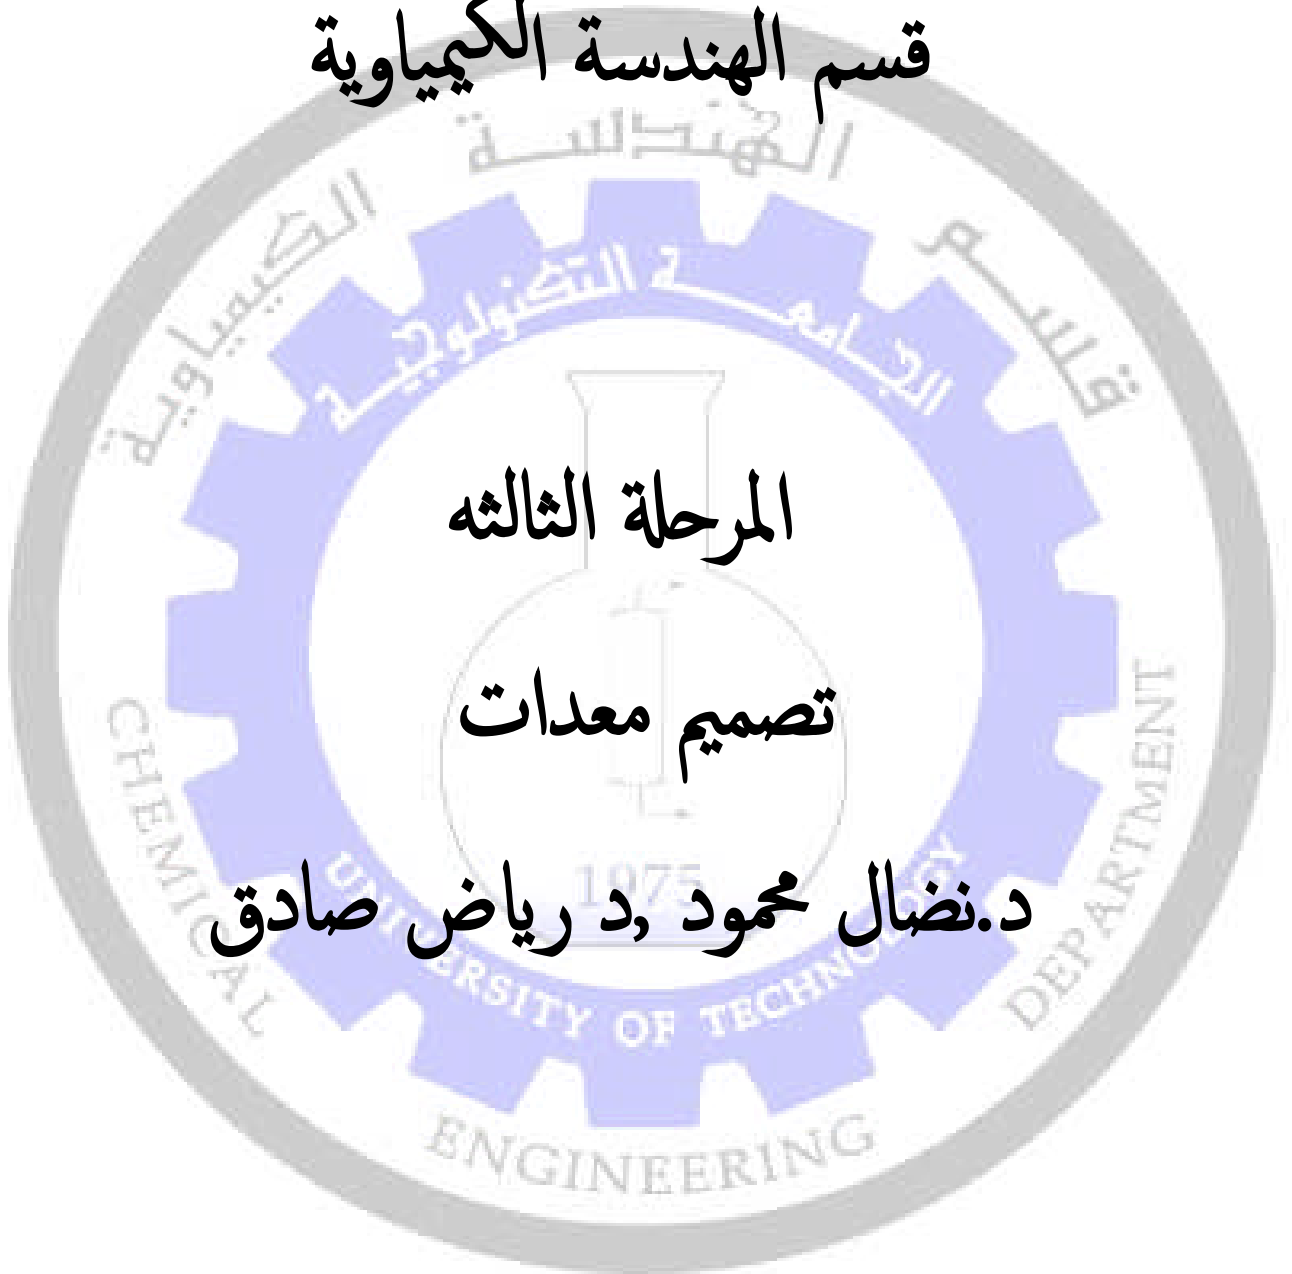 قسم الهندسة الكيمياوية
قسم الهندسة الكيمياوية
الجامعة التكنولوجية
المرحلة الثالثه
تصميم معدات
1975
د.نضال محمود ,د رياض صادق
UNIVERSITY OF TECHNOLOGY
CHEMICAL ENGINEERING DEPARTMENT